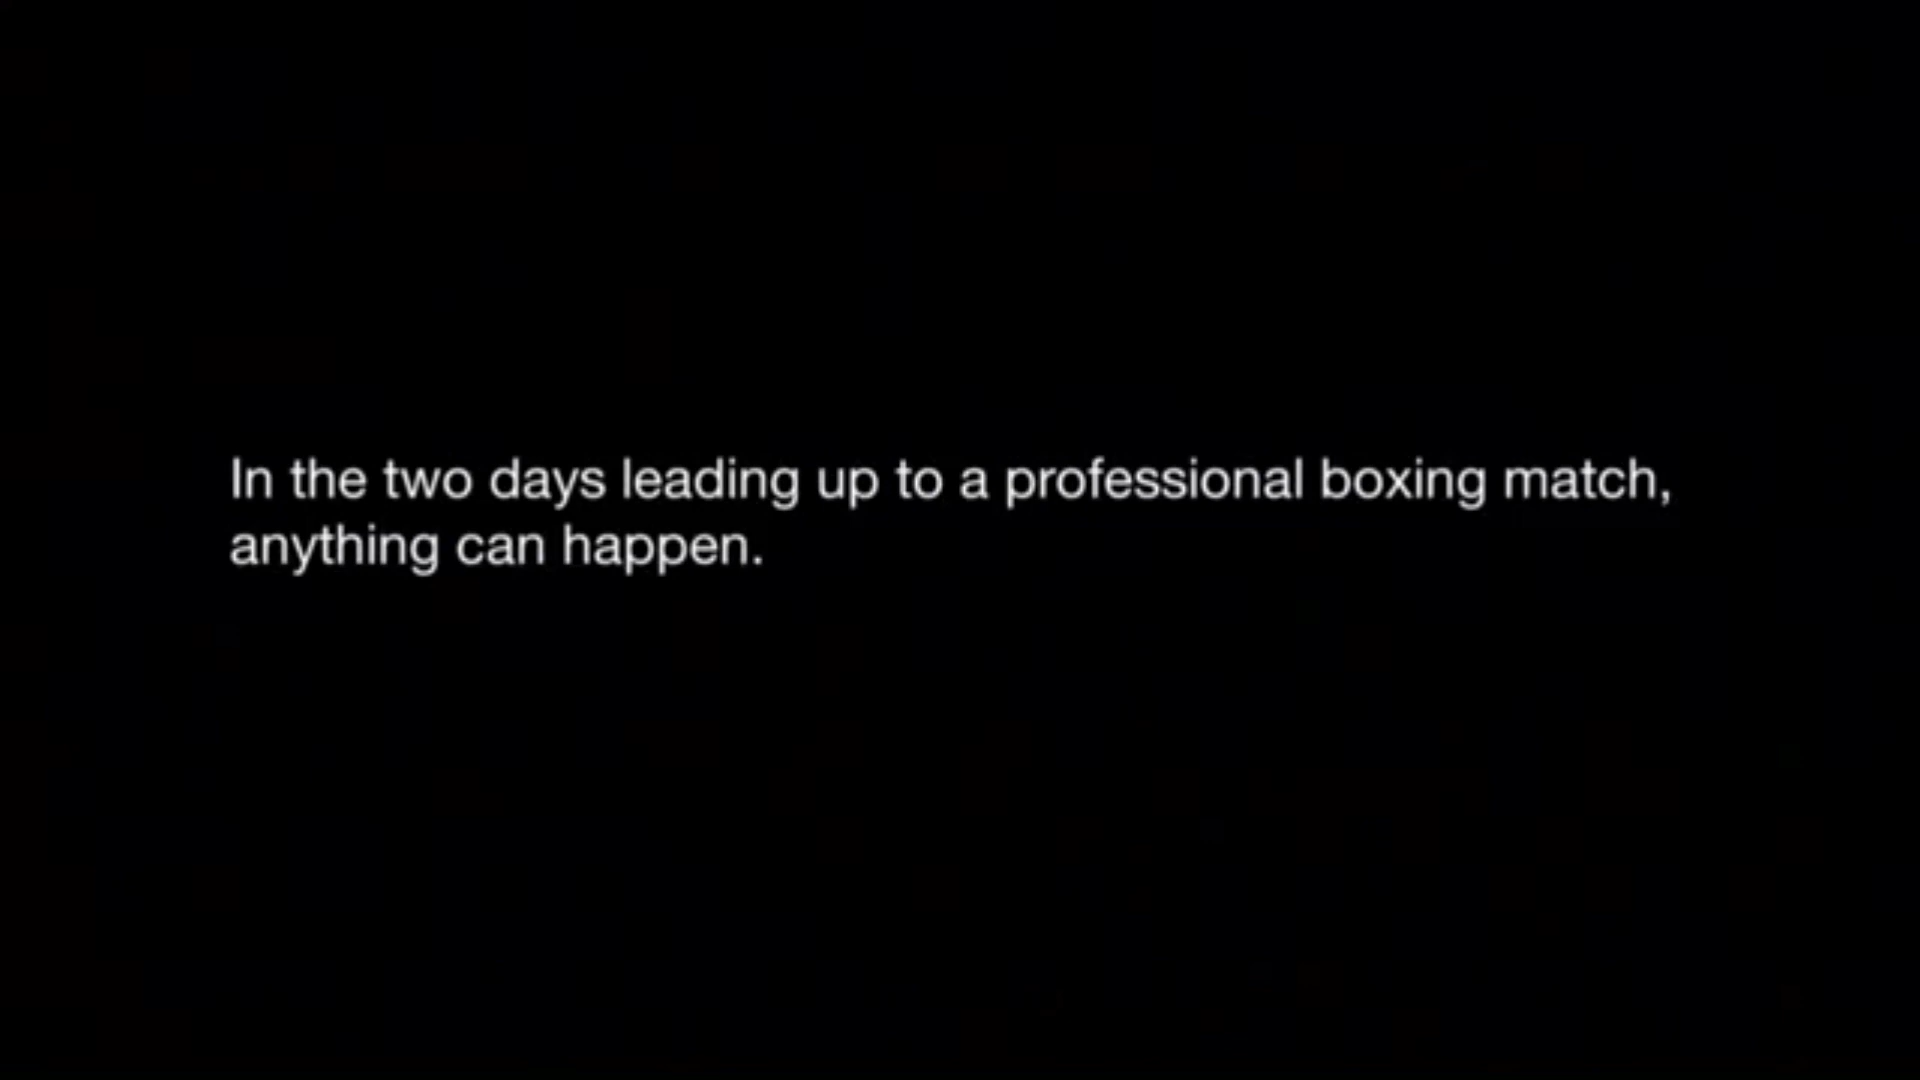 In the two days leading up to a professional boxing match,
anything can happen.